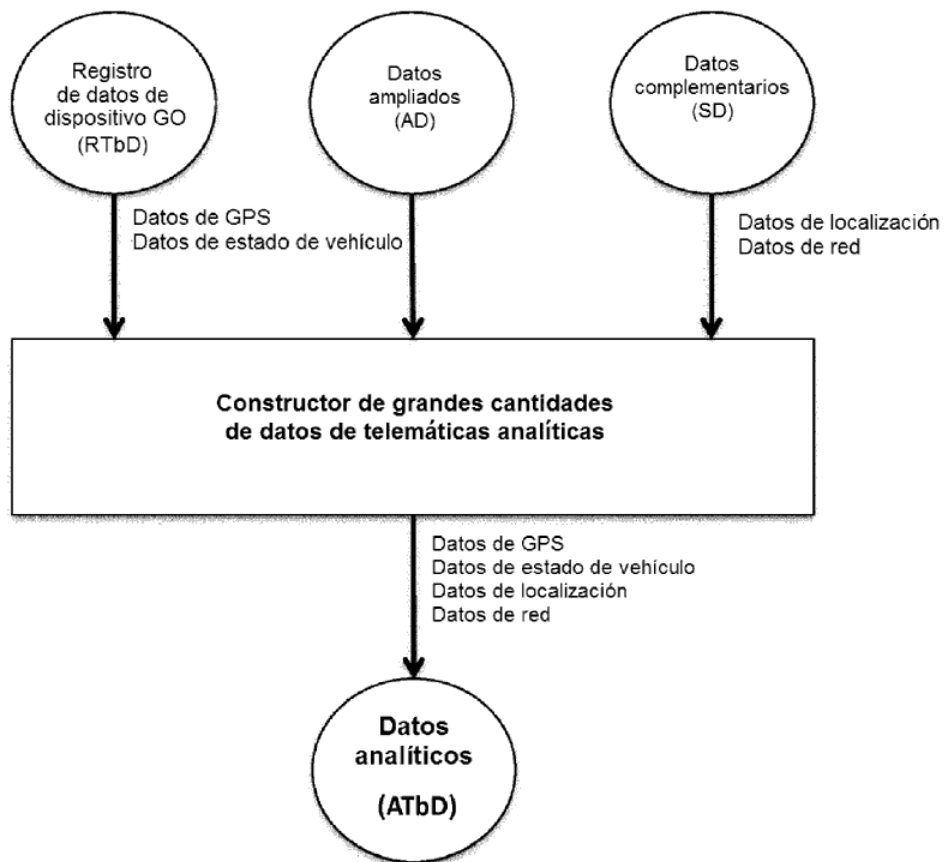 Registro
de datos de
dispositivo GO
(RTbD)
Datos
ampliados
(AD)
Datos
complementarios
(SD)
Datos de GPS
Datos de estado de vehículo
Datos de localización
Datos de red
Constructor de grandes cantidades
de datos de telemáticas analíticas
Datos de GPS
Datos de estado de vehículo
Datos de localización
Datos de red
Datos
analíticos
(ATbD)